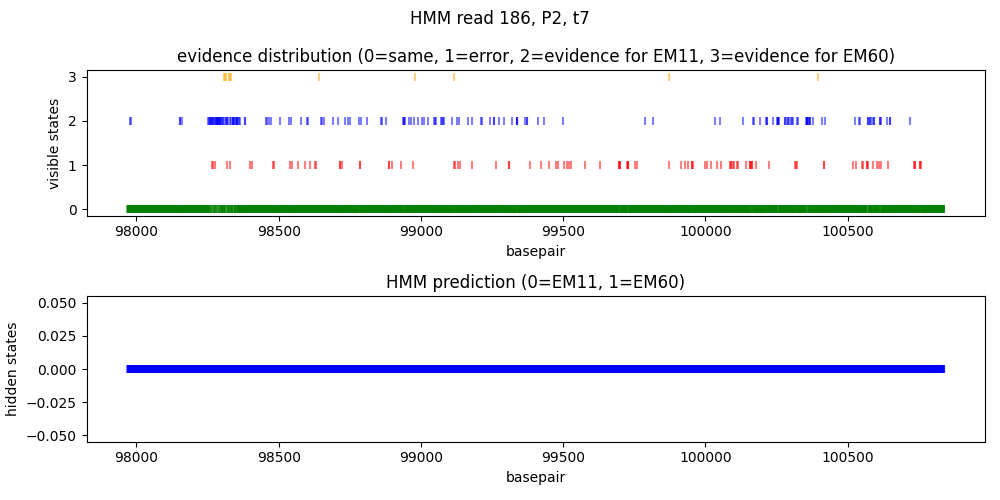 HMM read 186, P2, t7
evidence distribution (0=same, 1=error, 2=evidence for EM11, 3=evidence for EM60)
visible states
3
2
1
0
98000 98500 99000 99500 100000 100500
basepair
HMM prediction (0=EM11, 1=EM60)
hidden states
0.050
0.025
0.000
−0.025
−0.050
98000 98500 99000 99500 100000 100500
basepair